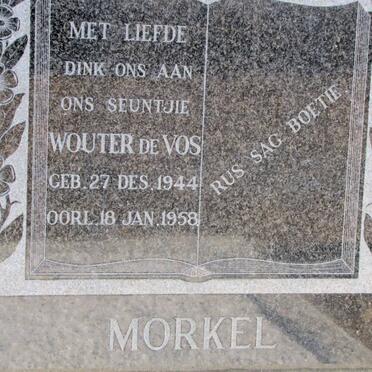 MET LIEFDE
DINK ONS AAN
ONS SEUNTJIE
WOUTER DE VOS
GEB. 27 DES. 1944
OORL. 18 JAN. 1958
RUS SAG BOETIE
MORKEL